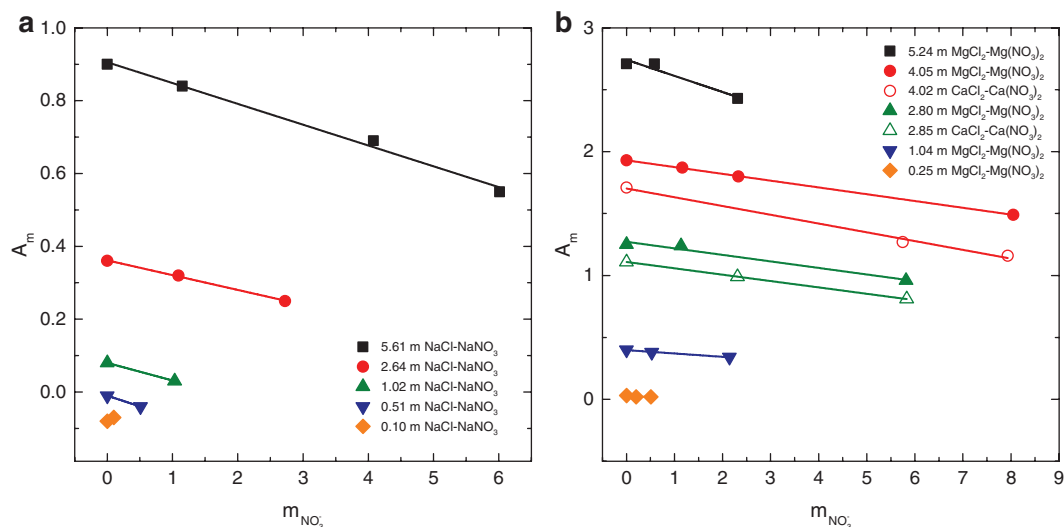 a
1.0
0.8
0.6
0.4
0.2
0.0
A_m
0 1 2 3 4 5 6
m_NO₃⁻
5.61 m NaCl-NaNO₃
2.64 m NaCl-NaNO₃
1.02 m NaCl-NaNO₃
0.51 m NaCl-NaNO₃
0.10 m NaCl-NaNO₃
b
3
2
1
0
A_m
0 1 2 3 4 5 6 7 8 9
m_NO₃⁻
5.24 m MgCl₂-Mg(NO₃)₂
4.05 m MgCl₂-Mg(NO₃)₂
4.02 m CaCl₂-Ca(NO₃)₂
2.80 m MgCl₂-Mg(NO₃)₂
2.85 m CaCl₂-Ca(NO₃)₂
1.04 m MgCl₂-Mg(NO₃)₂
0.25 m MgCl₂-Mg(NO₃)₂